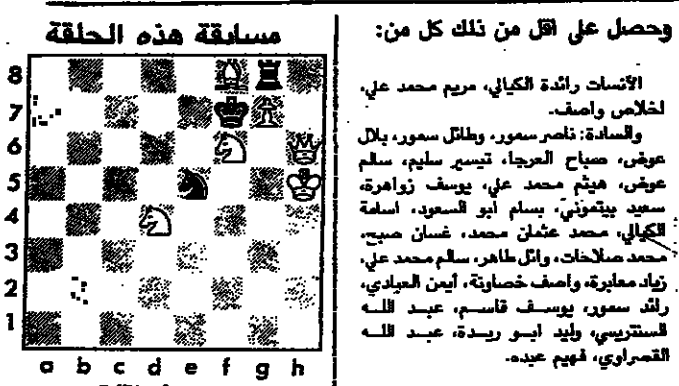 وحصل على اقل من ذلك كل من:
الآنسات رائدة الكيالي، مريم محمد علي،
اخلاص واصف.
والسادة: ناصر سمور، وطائل سمور، بلال
عوض، صباح العرجا، تيسير سليم، سالم
عوض، هيثم محمد علي، يوسف زواهرة،
سعيد بيتموني، بسام أبو السعود، اسامة
الكيالي، محمد عثمان محمد، غسان صبح،
محمد صلاحات، وائل طاهر، سالم محمد علي،
زياد معابرة، واصف خصاونة، أيمن العبادي،
رائد سمور، يوسف قاسم، عبد الله
السنتريسي، وليد ابو ريدة، عبد الله
القصراوي، فهيم عبده.
مسابقة هذه الحلقة
8
7
6
5
4
3
2
1
a b c d e f g h